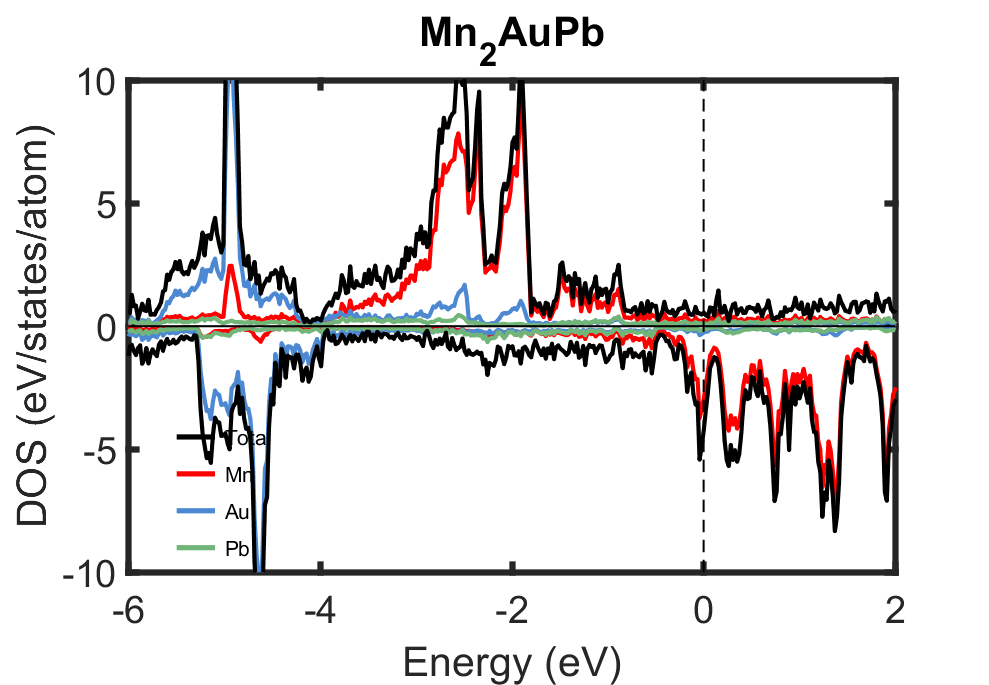 Mn2AuPb
DOS (eV/states/atom)
10
5
0
-5
-10
Total
Mn
Au
Pb
-6 -4 -2 0 2
Energy (eV)